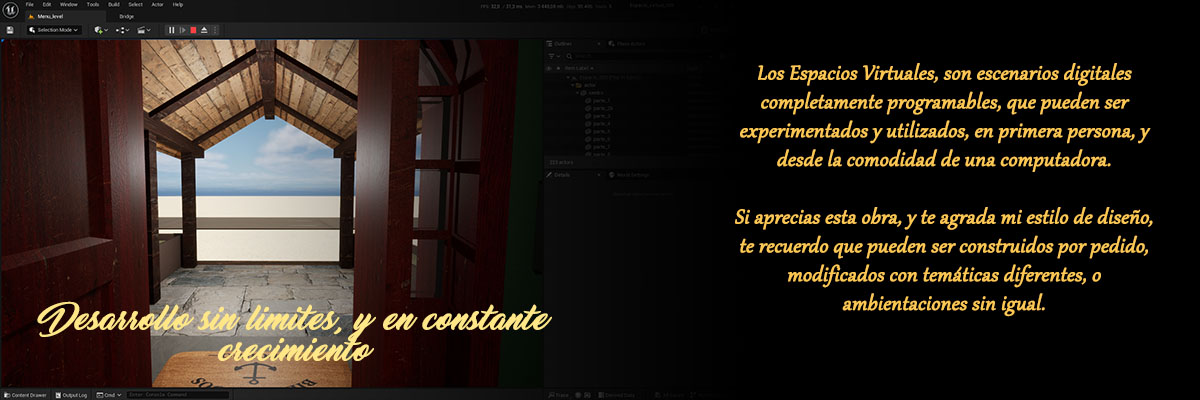 File Edit Window Tools Build Select Actor Help
Menu_level
Bridge
Selection Mode
Outliner
Item Label
actor
213 actors
Details
Los Espacios Virtuales, son escenarios digitales
completamente programables, que pueden ser
experimentados y utilizados, en primera persona, y
desde la comodidad de una computadora.
Si aprecias esta obra, y te agrada mi estilo de diseño,
te recuerdo que pueden ser construidos por pedido,
modificados con temáticas diferentes, o
ambientaciones sin igual.
Desarrollo sin limites, y en constante
crecimiento
Content Drawer Output Log Cmd Enter Console Command